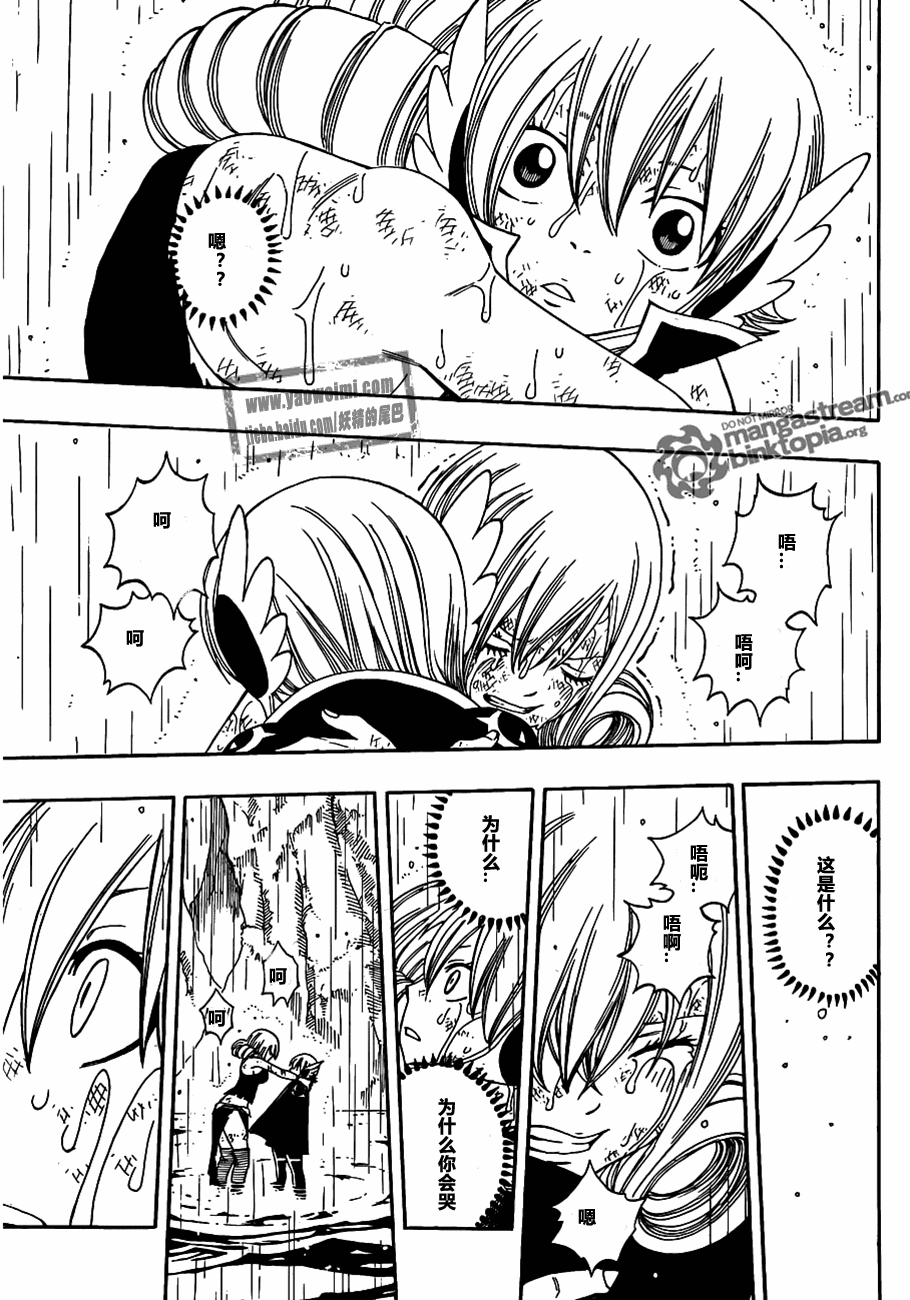 嗯？？
www.yaoweimi.com
tieba.baidu.com/妖精的尾巴
DO NOT MIRROR
mangastream.com
binktopia.org
唔…
唔呵…
呵
呵
这是什么？？
唔呃…
唔啊…
嗯
为什么…
为什么你会哭
呵
呵